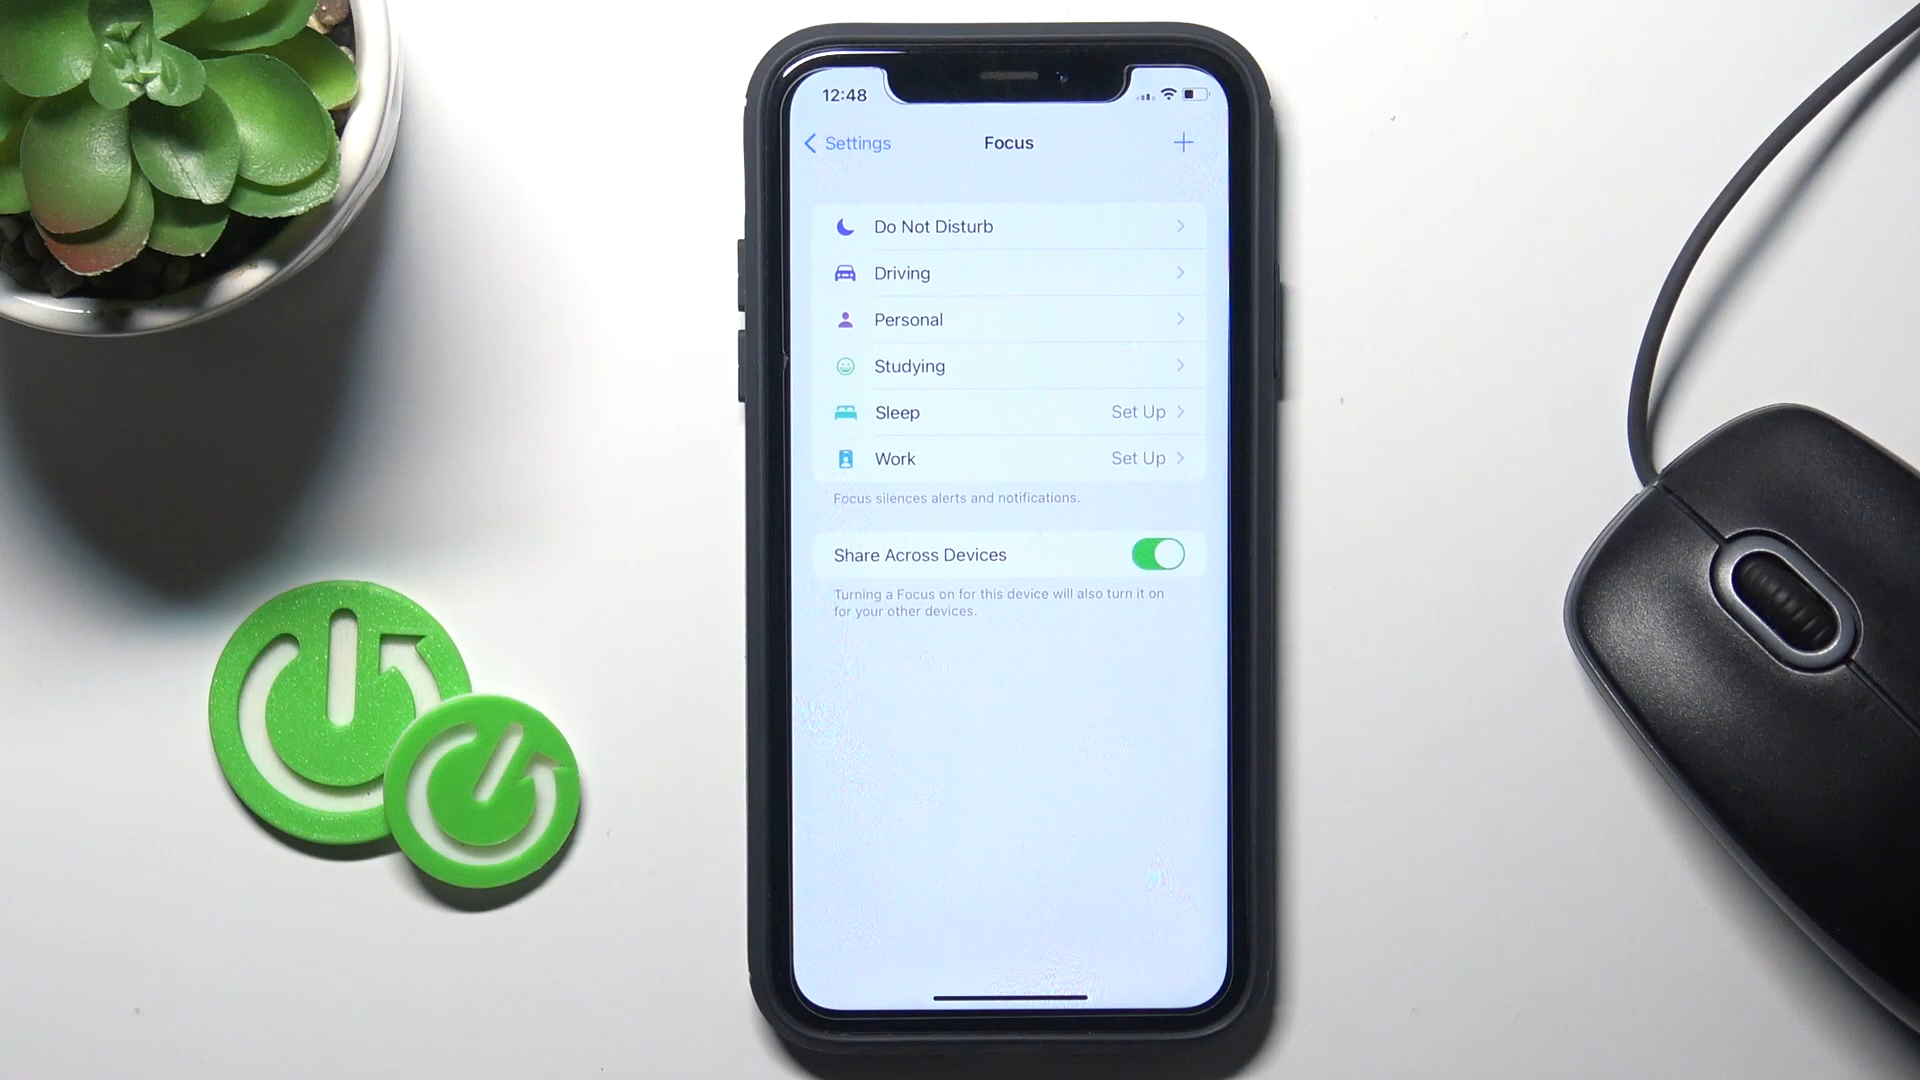 12:48
Settings
Focus
Do Not Disturb
Driving
Personal
Studying
Sleep Set Up
Work Set Up
Focus silences alerts and notifications.
Share Across Devices
Turning a Focus on for this device will also turn it on
for your other devices.